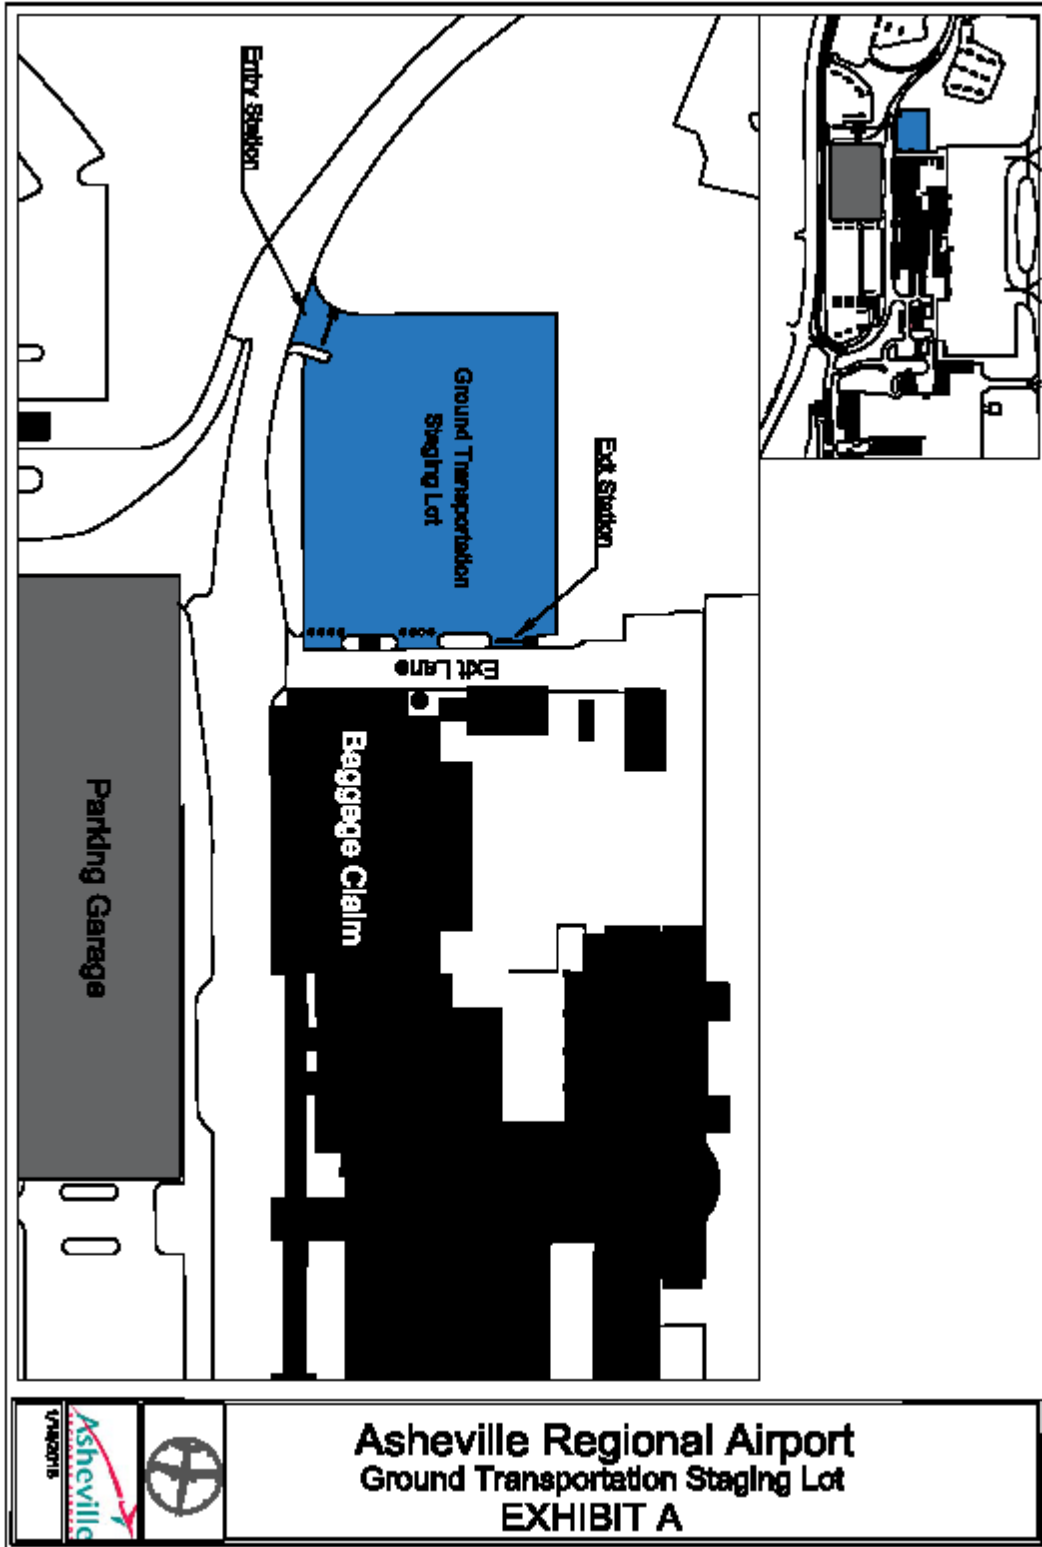 Entry Station
Ground Transportation
Staging Lot
Exit Station
Exit Lane
Baggage Claim
Parking Garage
Asheville Regional Airport
Ground Transportation Staging Lot
EXHIBIT A
Asheville